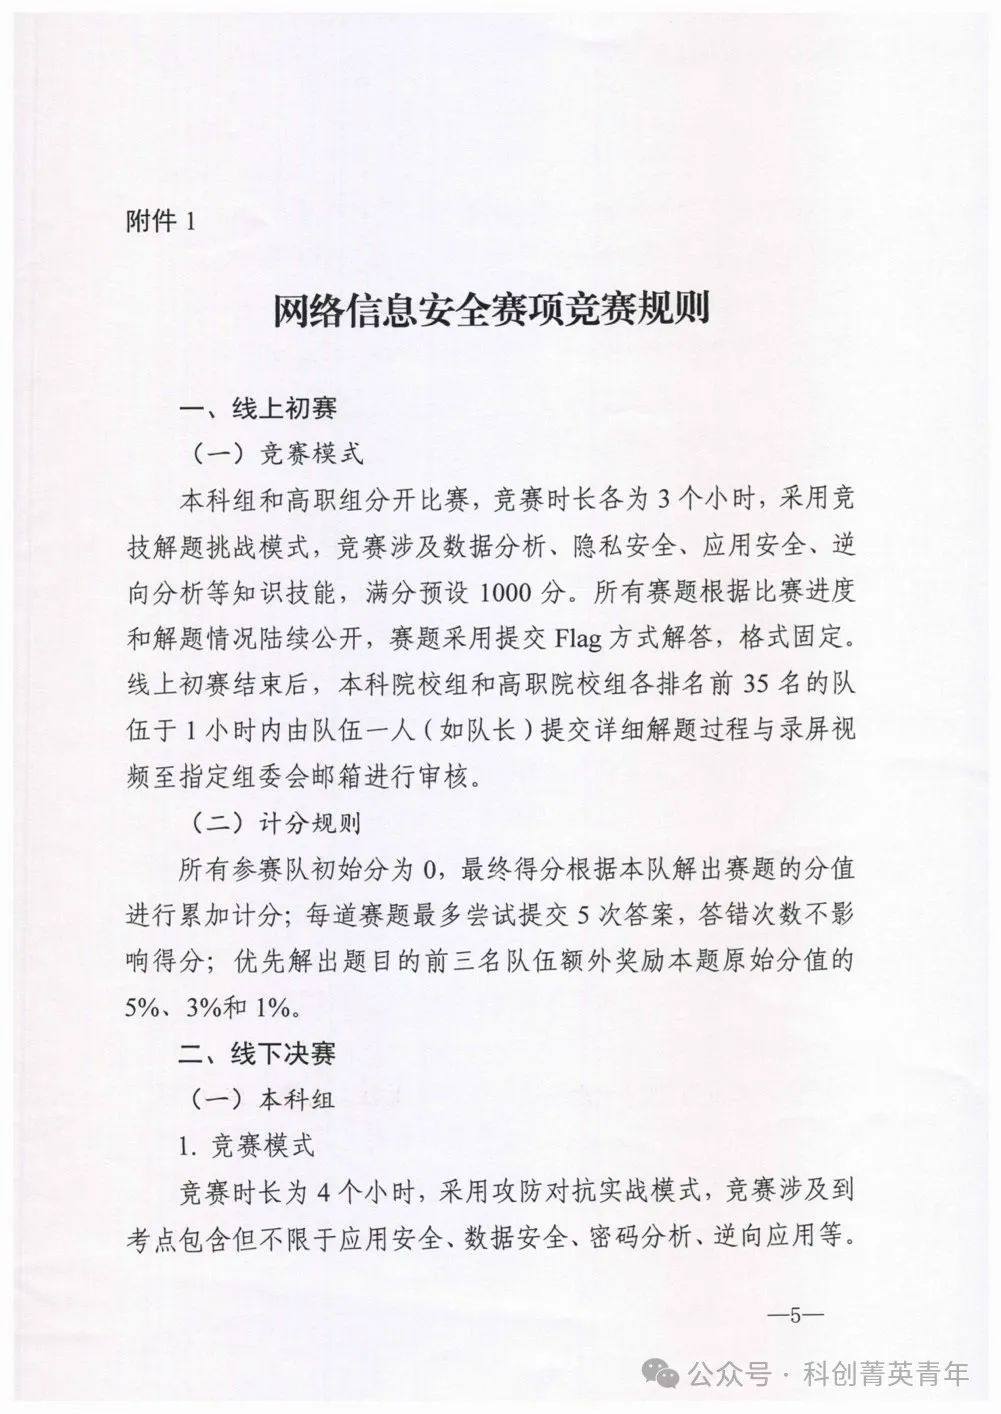 附件 1
网络信息安全赛项竞赛规则
一、线上初赛
（一）竞赛模式
本科组和高职组分开比赛，竞赛时长各为 3 个小时，采用竞
技解题挑战模式，竞赛涉及数据分析、隐私安全、应用安全、逆
向分析等知识技能，满分预设 1000 分。所有赛题根据比赛进度
和解题情况陆续公开，赛题采用提交 Flag 方式解答，格式固定。
线上初赛结束后，本科院校组和高职院校组各排名前 35 名的队
伍于 1 小时内由队伍一人（如队长）提交详细解题过程与录屏视
频至指定组委会邮箱进行审核。
（二）计分规则
所有参赛队初始分为 0，最终得分根据本队解出赛题的分值
进行累加计分；每道赛题最多尝试提交 5 次答案，答错次数不影
响得分；优先解出题目的前三名队伍额外奖励本题原始分值的
5%、3%和 1%。
二、线下决赛
（一）本科组
1. 竞赛模式
竞赛时长为 4 个小时，采用攻防对抗实战模式，竞赛涉及到
考点包含但不限于应用安全、数据安全、密码分析、逆向应用等。
—5—
公众号 · 科创菁英青年